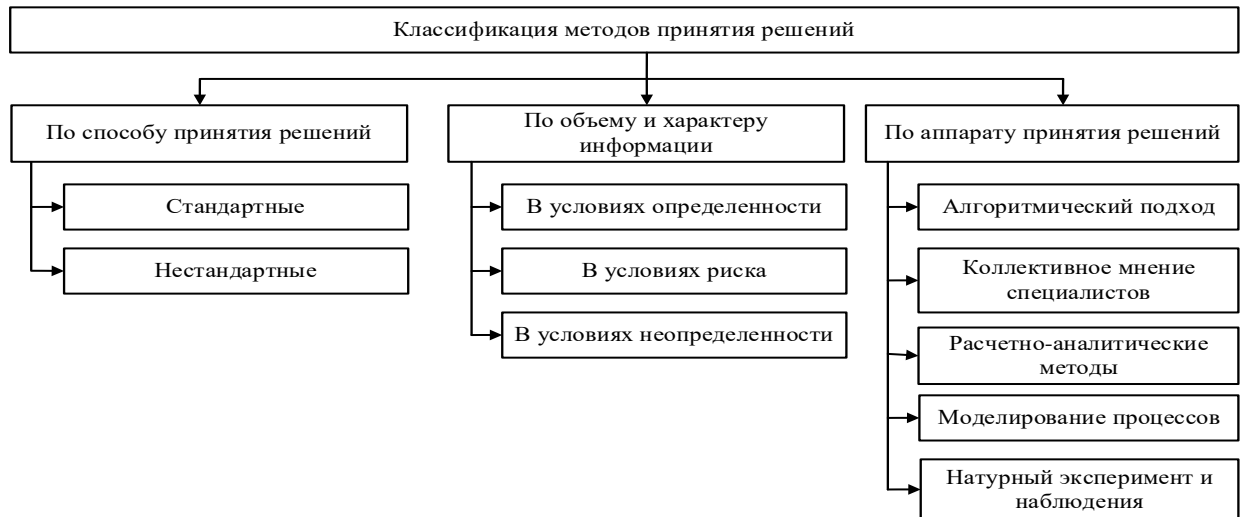 Классификация методов принятия решений
По способу принятия решений
Стандартные
Нестандартные
По объему и характеру
информации
В условиях определенности
В условиях риска
В условиях неопределенности
По аппарату принятия решений
Алгоритмический подход
Коллективное мнение
специалистов
Расчетно-аналитические
методы
Моделирование процессов
Натурный эксперимент и
наблюдения